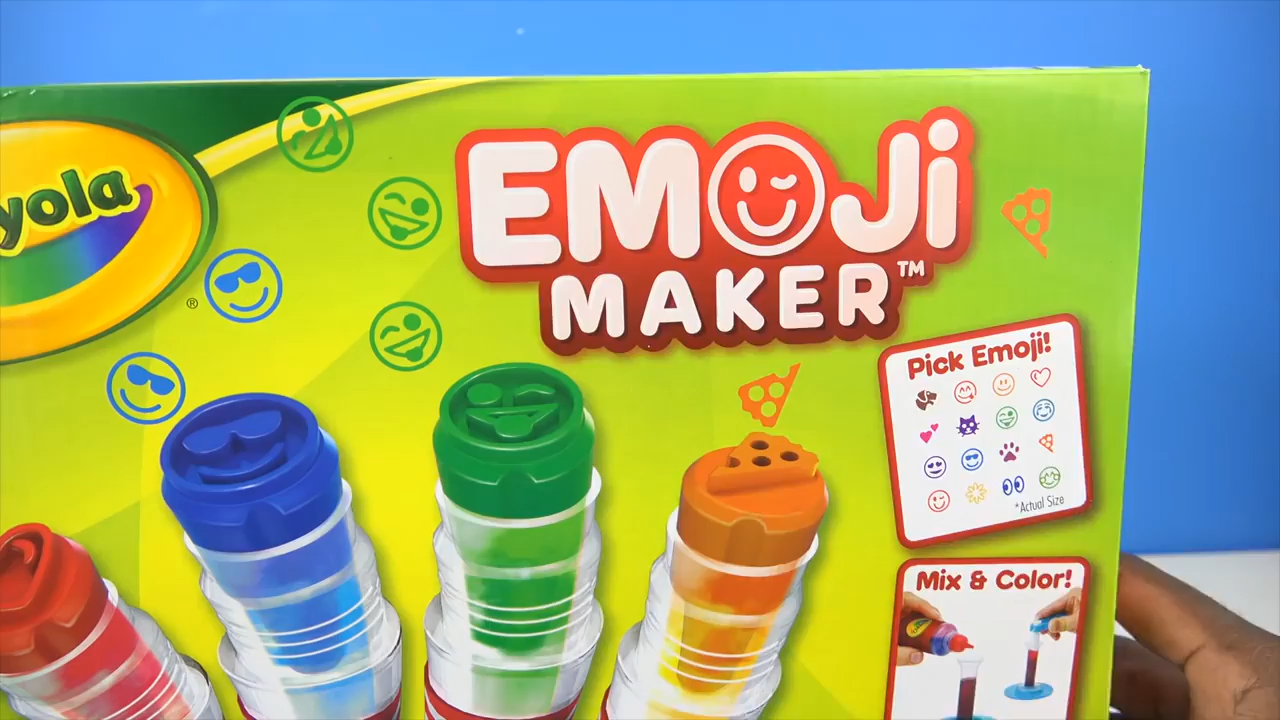 yola
®
EMOJi
MAKER™
Pick Emoji!
*Actual Size
Mix & Color!